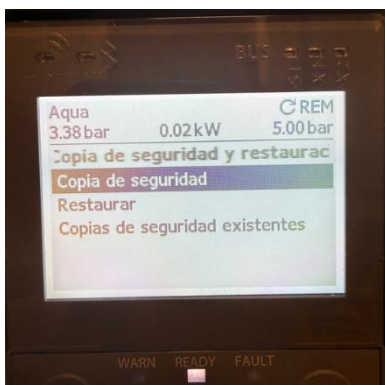 BUS
Aqua REM
3.38 bar 0.02 kW 5.00 bar
Copia de seguridad y restaurac
Copia de seguridad
Restaurar
Copias de seguridad existentes
WARN READY FAULT